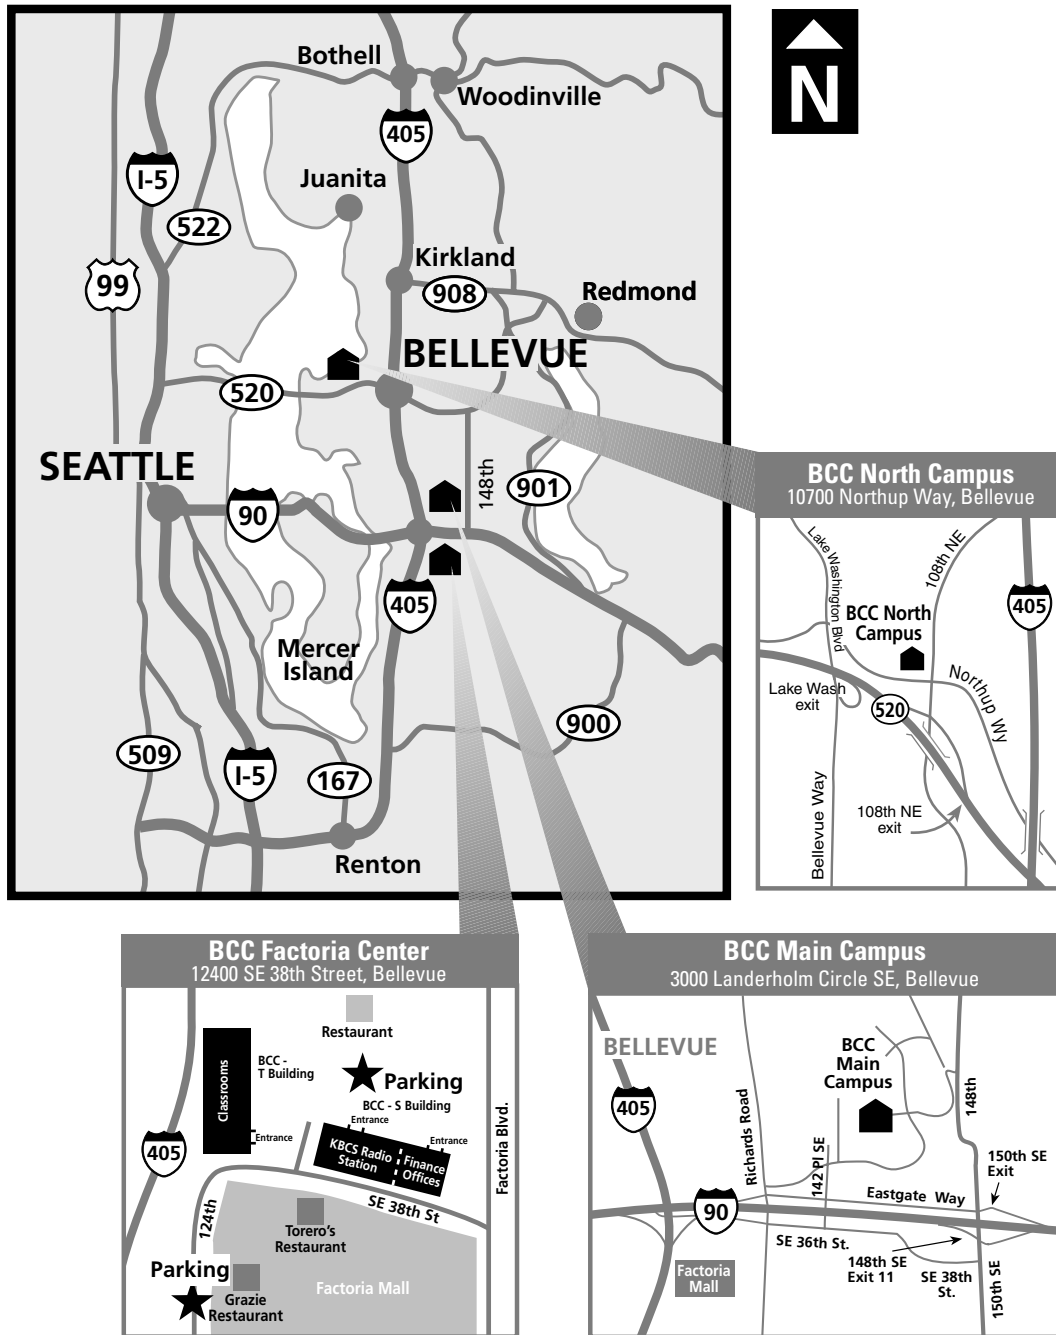 N
Bothell
Woodinville
405
I-5
Juanita
522
99
Kirkland
908
Redmond
BELLEVUE
520
SEATTLE
148th
901
90
405
Mercer
Island
900
509
I-5
167
Renton
BCC North Campus
10700 Northup Way, Bellevue
Lake Washington Blvd
108th NE
405
BCC North
Campus
Northup Wy
Lake Wash
exit
520
Bellevue Way
108th NE
exit
BCC Factoria Center
12400 SE 38th Street, Bellevue
Restaurant
Classrooms
BCC -
T Building
Parking
BCC - S Building
Entrance
Entrance
Entrance
KBCS Radio
Station
Finance
Offices
405
Factoria Blvd.
124th
SE 38th St
Torero's
Restaurant
Parking
Factoria Mall
Grazie
Restaurant
BCC Main Campus
3000 Landerholm Circle SE, Bellevue
BELLEVUE
BCC
Main
Campus
405
148th
Richards Road
142 Pl SE
150th SE
Exit
Eastgate Way
90
SE 36th St.
148th SE
Exit 11
Factoria
Mall
SE 38th
St.
150th SE